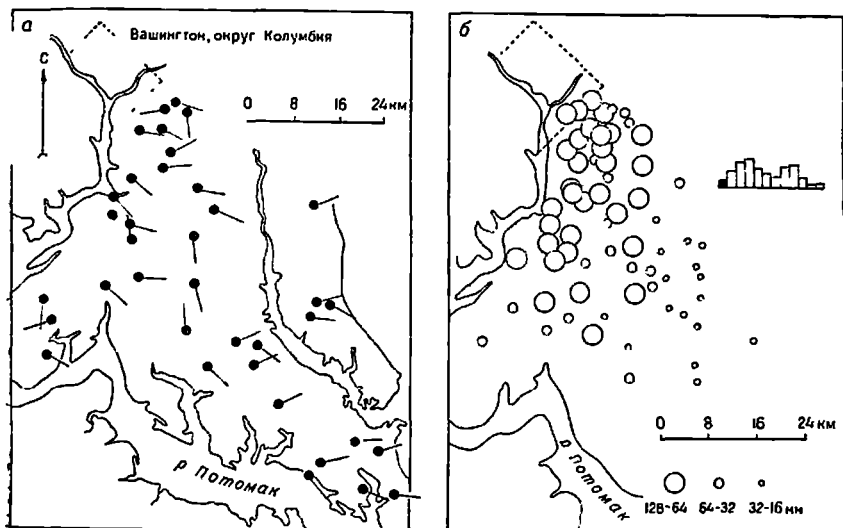 а
Вашингтон, округ Колумбия
С
0 8 16 24 км
р Потомак
б
0 8 16 24 км
р Потомак
128-64 64-32 32-16 мм